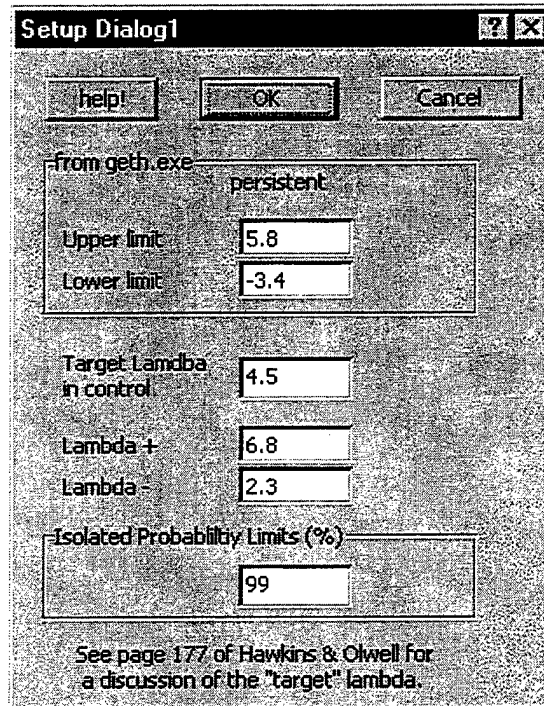 Setup Dialog1
help! OK Cancel
from geth.exe
persistent
Upper limit 5.8
Lower limit -3.4
Target Lamdba
in control 4.5
Lambda + 6.8
Lambda - 2.3
Isolated Probabliltiy Limits (%)
99
See page 177 of Hawkins & Olwell for
a discussion of the "target" lambda.